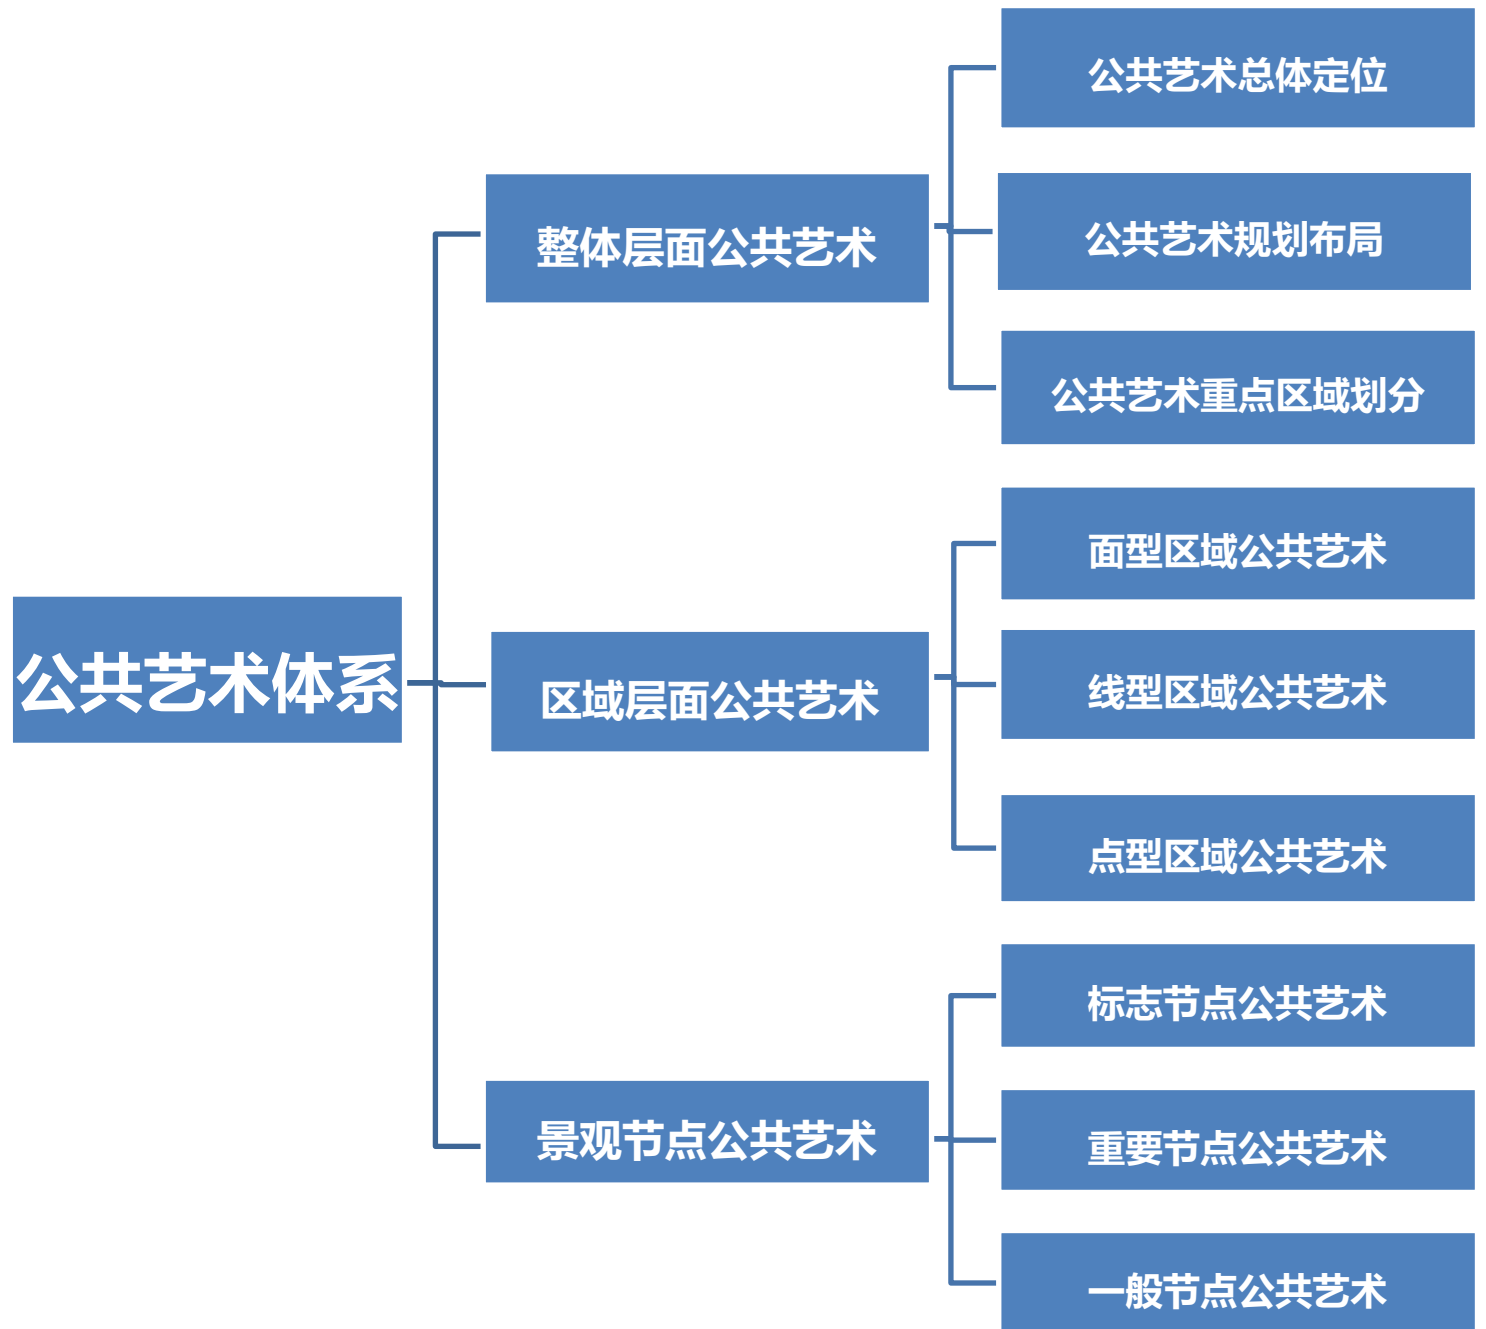 公共艺术体系
整体层面公共艺术
公共艺术总体定位
公共艺术规划布局
公共艺术重点区域划分
区域层面公共艺术
面型区域公共艺术
线型区域公共艺术
点型区域公共艺术
景观节点公共艺术
标志节点公共艺术
重要节点公共艺术
一般节点公共艺术